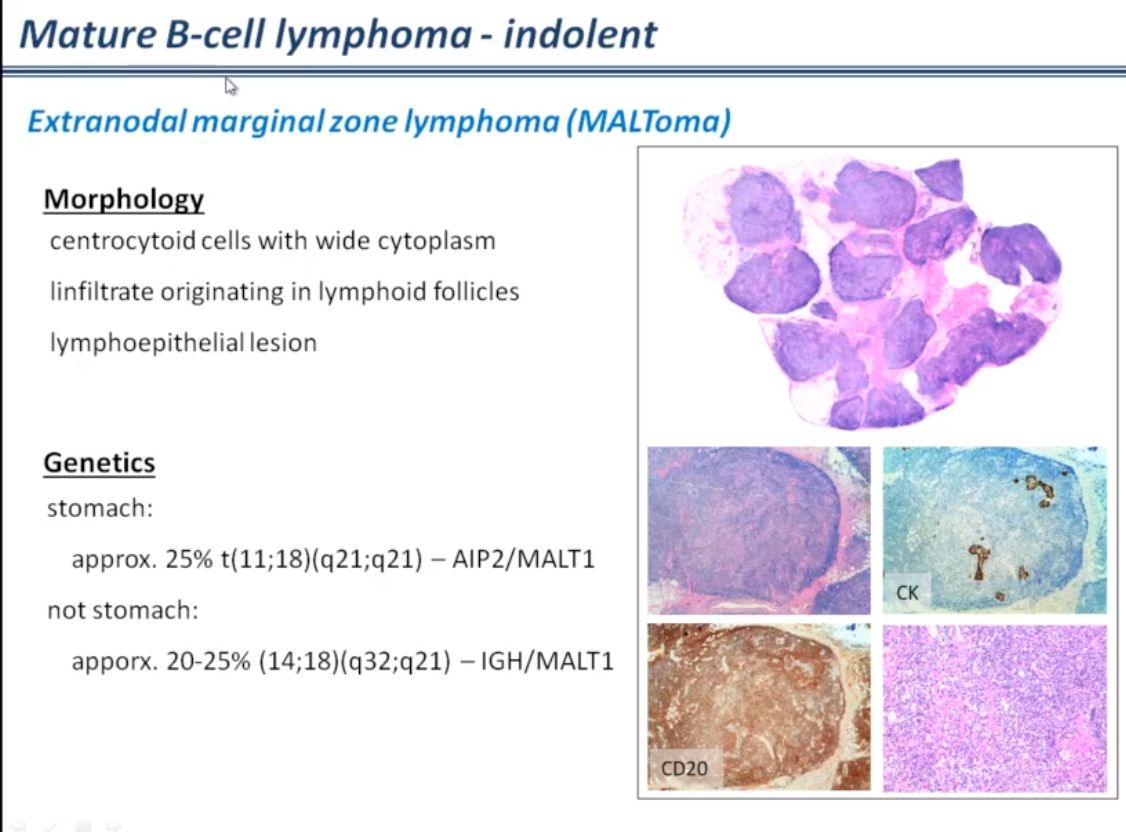 Mature B-cell lymphoma - indolent
Extranodal marginal zone lymphoma (MALToma)
Morphology
centrocytoid cells with wide cytoplasm
linfiltrate originating in lymphoid follicles
lymphoepithelial lesion
Genetics
stomach:
approx. 25% t(11;18)(q21;q21) – AIP2/MALT1
not stomach:
apporx. 20-25% (14;18)(q32;q21) – IGH/MALT1
CK
CD20